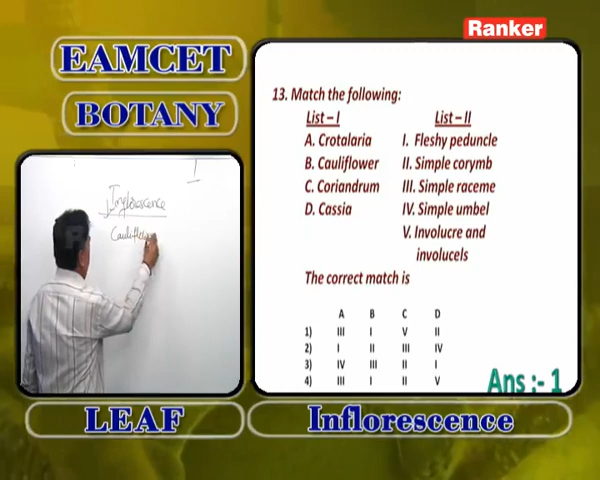 Ranker
EAMCET
BOTANY
13. Match the following:
List – I List – II
A. Crotalaria I. Fleshy peduncle
B. Cauliflower II. Simple corymb
C. Coriandrum III. Simple raceme
D. Cassia IV. Simple umbel
V. Involucre and
involucels
The correct match is
A B C D
1) III I V II
2) I II III IV
3) IV III II I
4) III I II V
Ans :- 1
Inflorescence
LEAF
Inflorescence